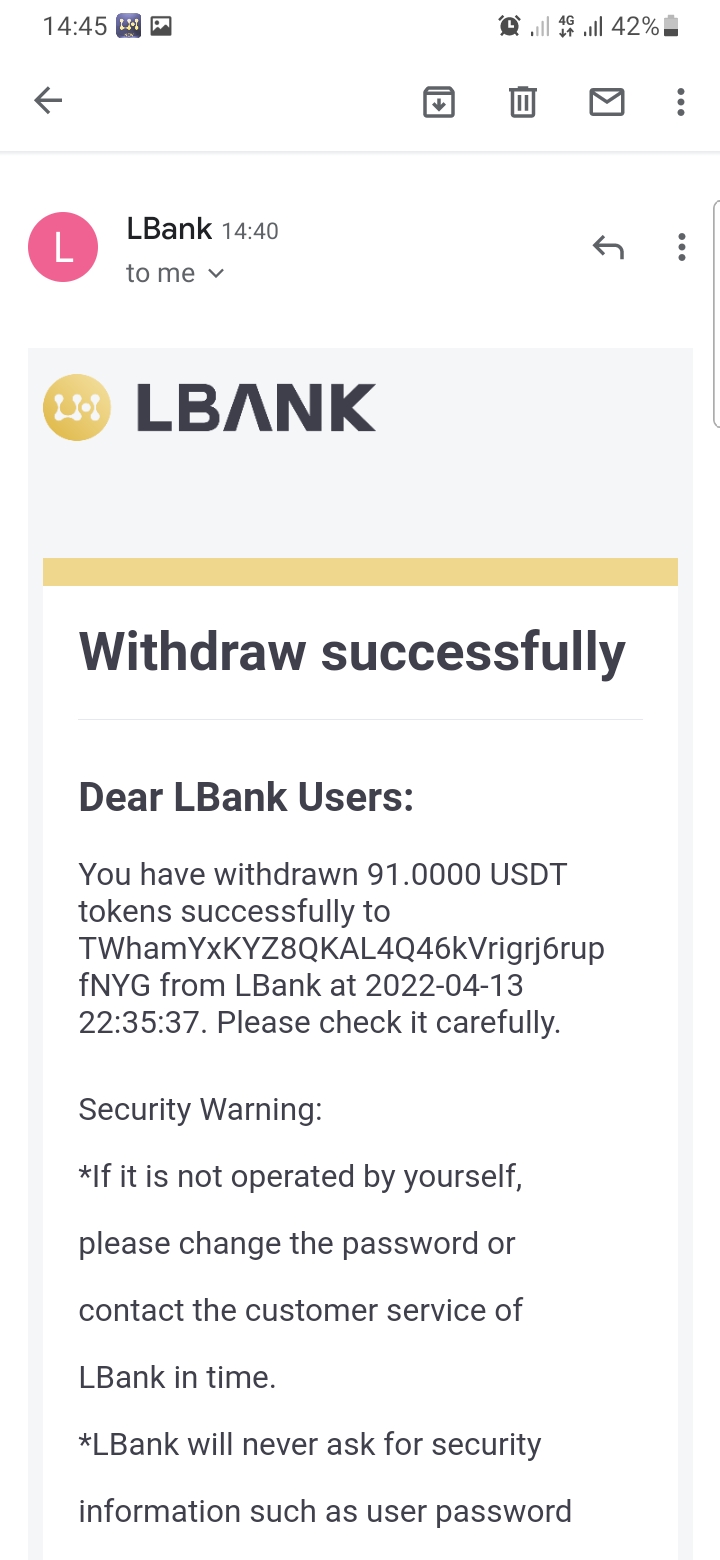 14:45 4G 42%
LBank 14:40
L
to me
LBANK
Withdraw successfully
Dear LBank Users:
You have withdrawn 91.0000 USDT
tokens successfully to
TWhamYxKYZ8QKAL4Q46kVrigrj6rup
fNYG from LBank at 2022-04-13
22:35:37. Please check it carefully.
Security Warning:
*If it is not operated by yourself,
please change the password or
contact the customer service of
LBank in time.
*LBank will never ask for security
information such as user password